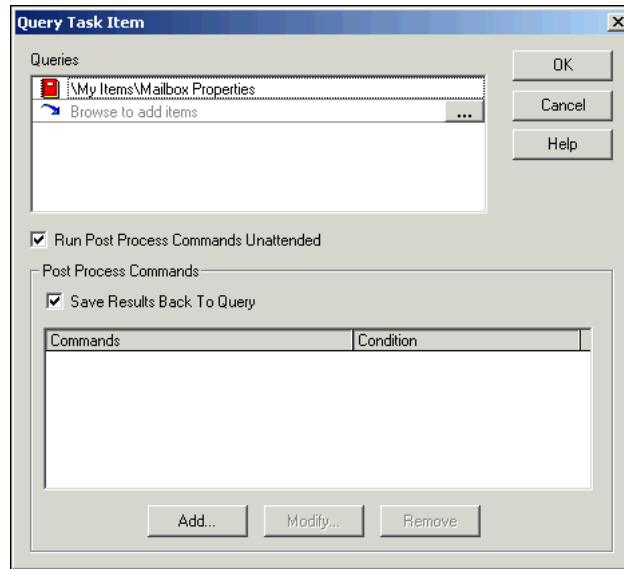 Query Task Item
Queries
\My Items\Mailbox Properties
Browse to add items
...
OK
Cancel
Help
Run Post Process Commands Unattended
Post Process Commands
Save Results Back To Query
Commands Condition
Add... Modify... Remove